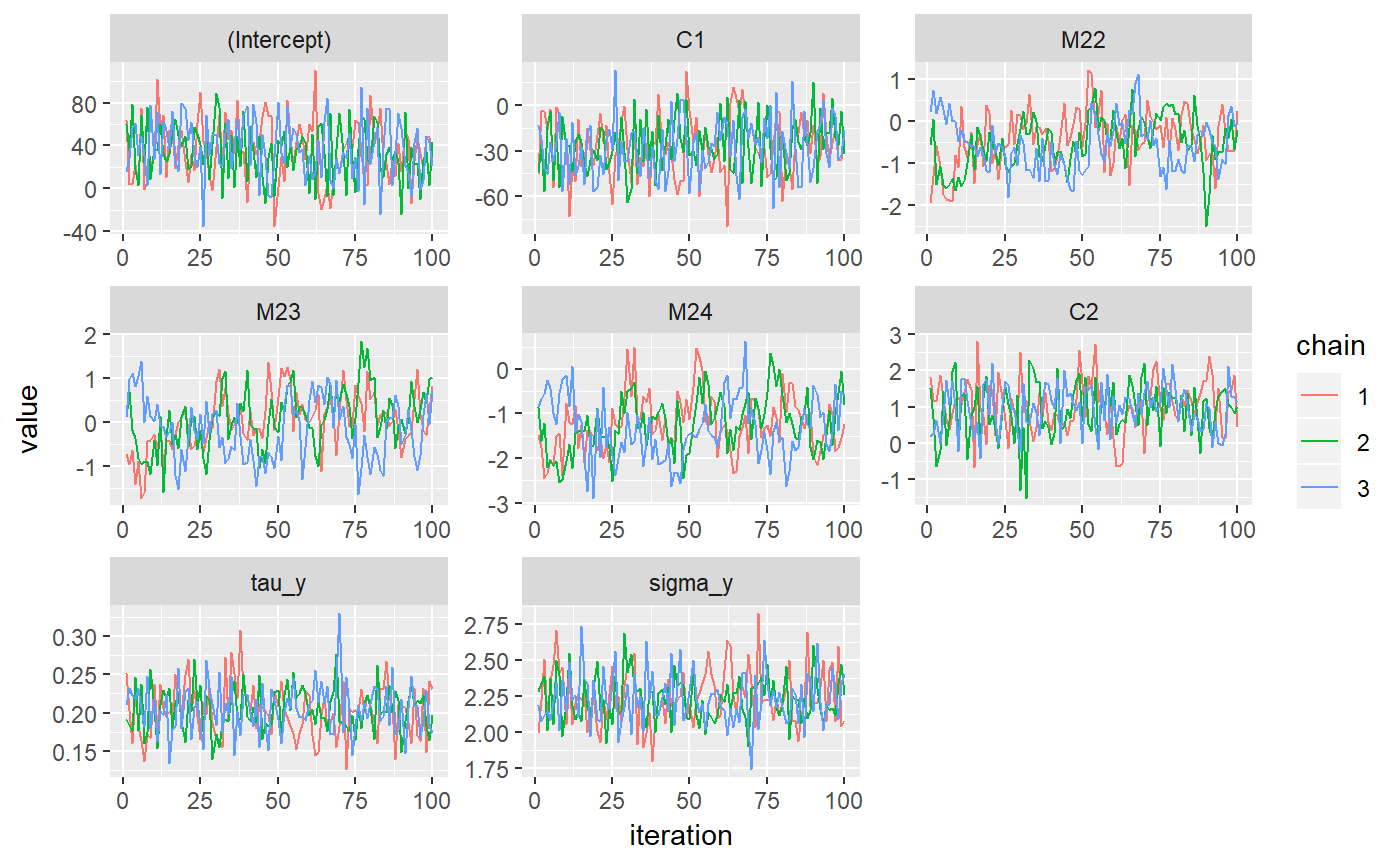 (Intercept) C1 M22
80 40 0 -40
0 -30 -60
1 0 -1 -2
0 25 50 75 100 0 25 50 75 100 0 25 50 75 100
M23 M24 C2
2 1 0 -1
0 -1 -2 -3
3 2 1 0 -1
0 25 50 75 100 0 25 50 75 100 0 25 50 75 100
tau_y sigma_y
0.30 0.25 0.20 0.15
2.75 2.50 2.25 2.00 1.75
0 25 50 75 100 0 25 50 75 100
value
iteration
chain
1
2
3